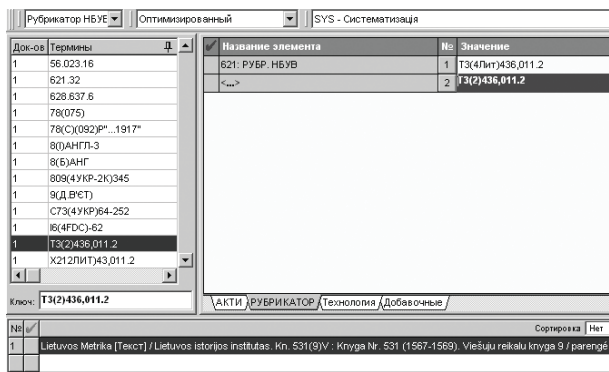 Рубрикатор НБУЕ Оптимизированный SYS - Систематизація
Док-ов Термины
1 56.023.16
1 621.32
1 628.637.6
1 78(075)
1 78(С)(092)Р"...1917"
1 8(І)АНГЛ-3
1 8(Б)АНГ
1 809(4УКР-2К)345
1 9(Д.В'ЄТ)
1 С73(4УКР)64-252
1 І6(4FDC)-62
1 Т3(2)436,011.2
1 Х212ЛИТ)43,011.2
Ключ: Т3(2)436,011.2
Название элемента № Значение
621: РУБР. НБУВ 1 Т3(4Лит)436,011.2
<...> 2 Т3(2)436,011.2
АКТИ РУБРИКАТОР Технология Добавочные
№ Сортировка Нет
1 Lietuvos Metrika [Текст] / Lietuvos istorijos institutas. Kn. 531(9)V : Knyga Nr. 531 (1567-1569). Viešųjų reikalu knyga 9 / parengė